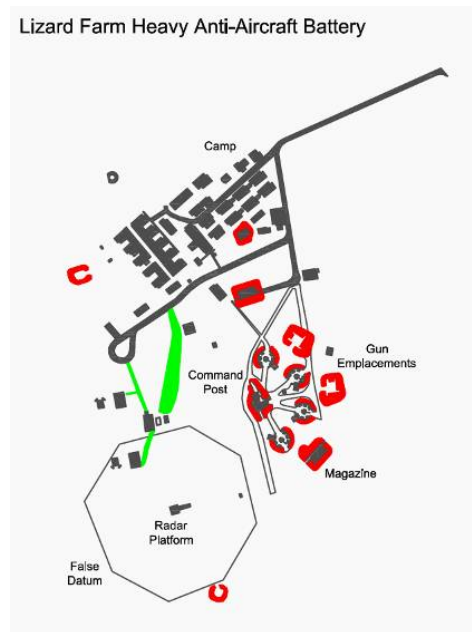 Lizard Farm Heavy Anti-Aircraft Battery
Camp
Gun
Emplacements
Command
Post
Magazine
Radar
Platform
False
Datum